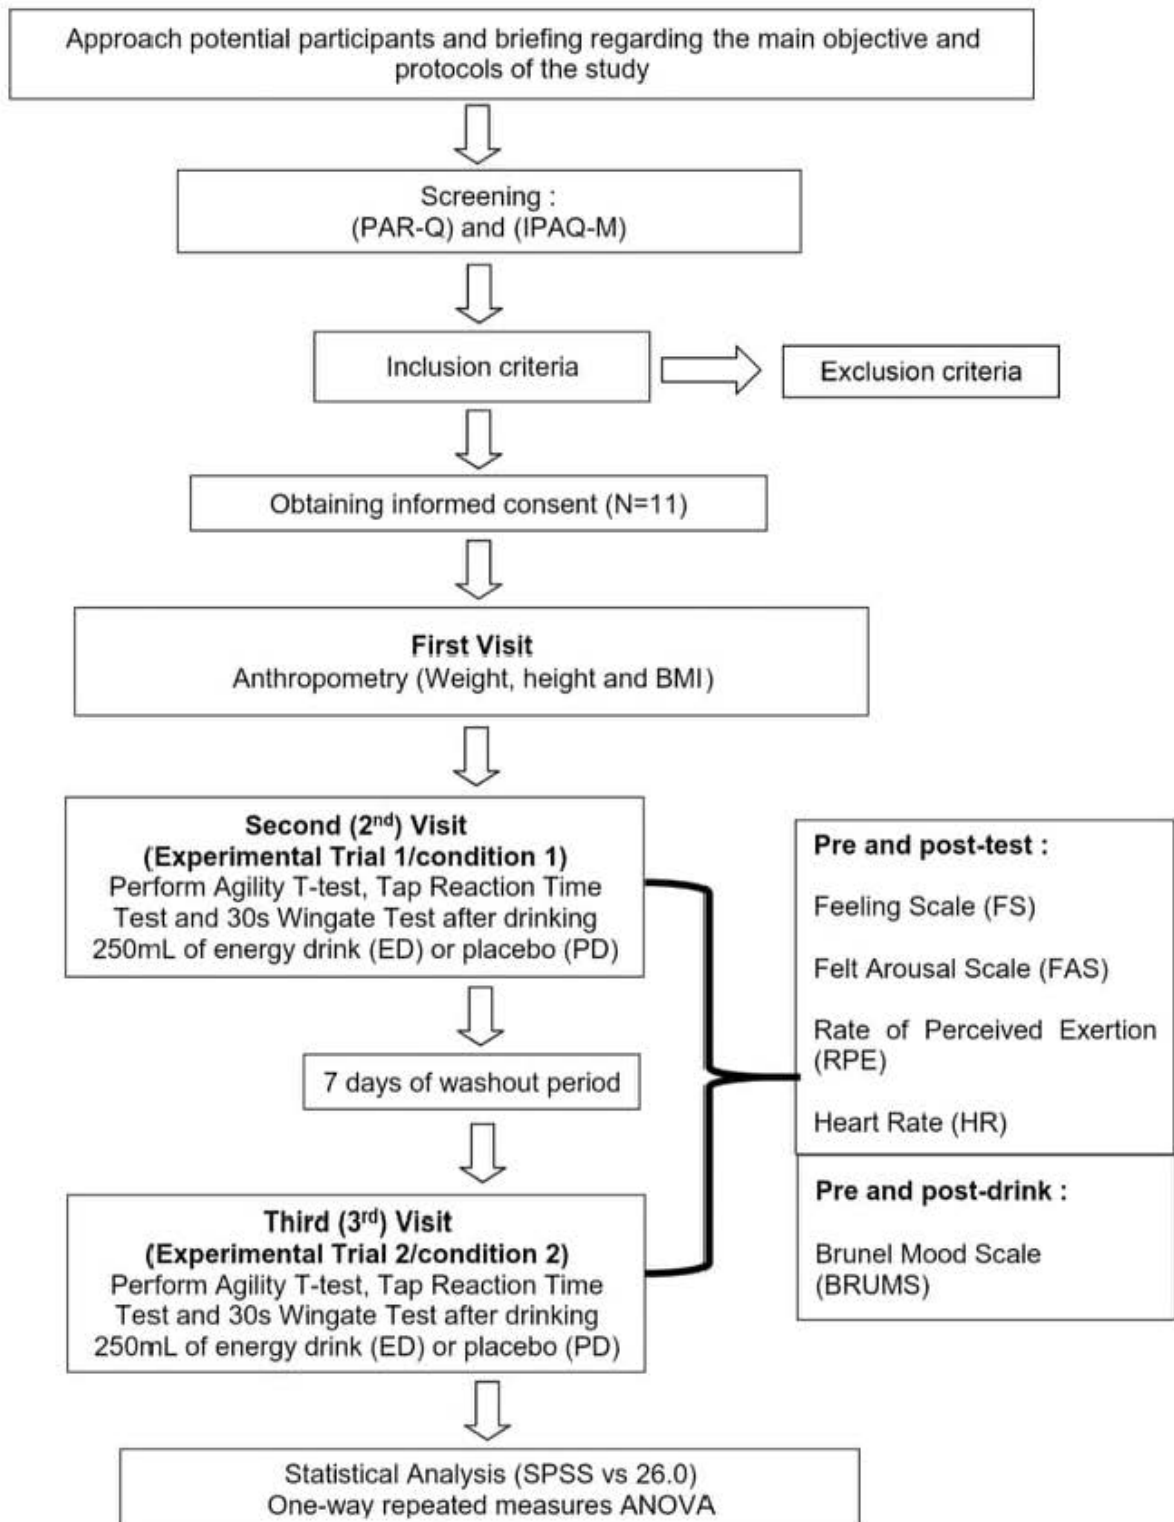 Approach potential participants and briefing regarding the main objective and
protocols of the study
Screening :
(PAR-Q) and (IPAQ-M)
Inclusion criteria
Exclusion criteria
Obtaining informed consent (N=11)
First Visit
Anthropometry (Weight, height and BMI)
Second (2nd) Visit
(Experimental Trial 1/condition 1)
Perform Agility T-test, Tap Reaction Time
Test and 30s Wingate Test after drinking
250mL of energy drink (ED) or placebo (PD)
7 days of washout period
Third (3rd) Visit
(Experimental Trial 2/condition 2)
Perform Agility T-test, Tap Reaction Time
Test and 30s Wingate Test after drinking
250mL of energy drink (ED) or placebo (PD)
Pre and post-test :
Feeling Scale (FS)
Felt Arousal Scale (FAS)
Rate of Perceived Exertion
(RPE)
Heart Rate (HR)
Pre and post-drink :
Brunel Mood Scale
(BRUMS)
Statistical Analysis (SPSS vs 26.0)
One-way repeated measures ANOVA